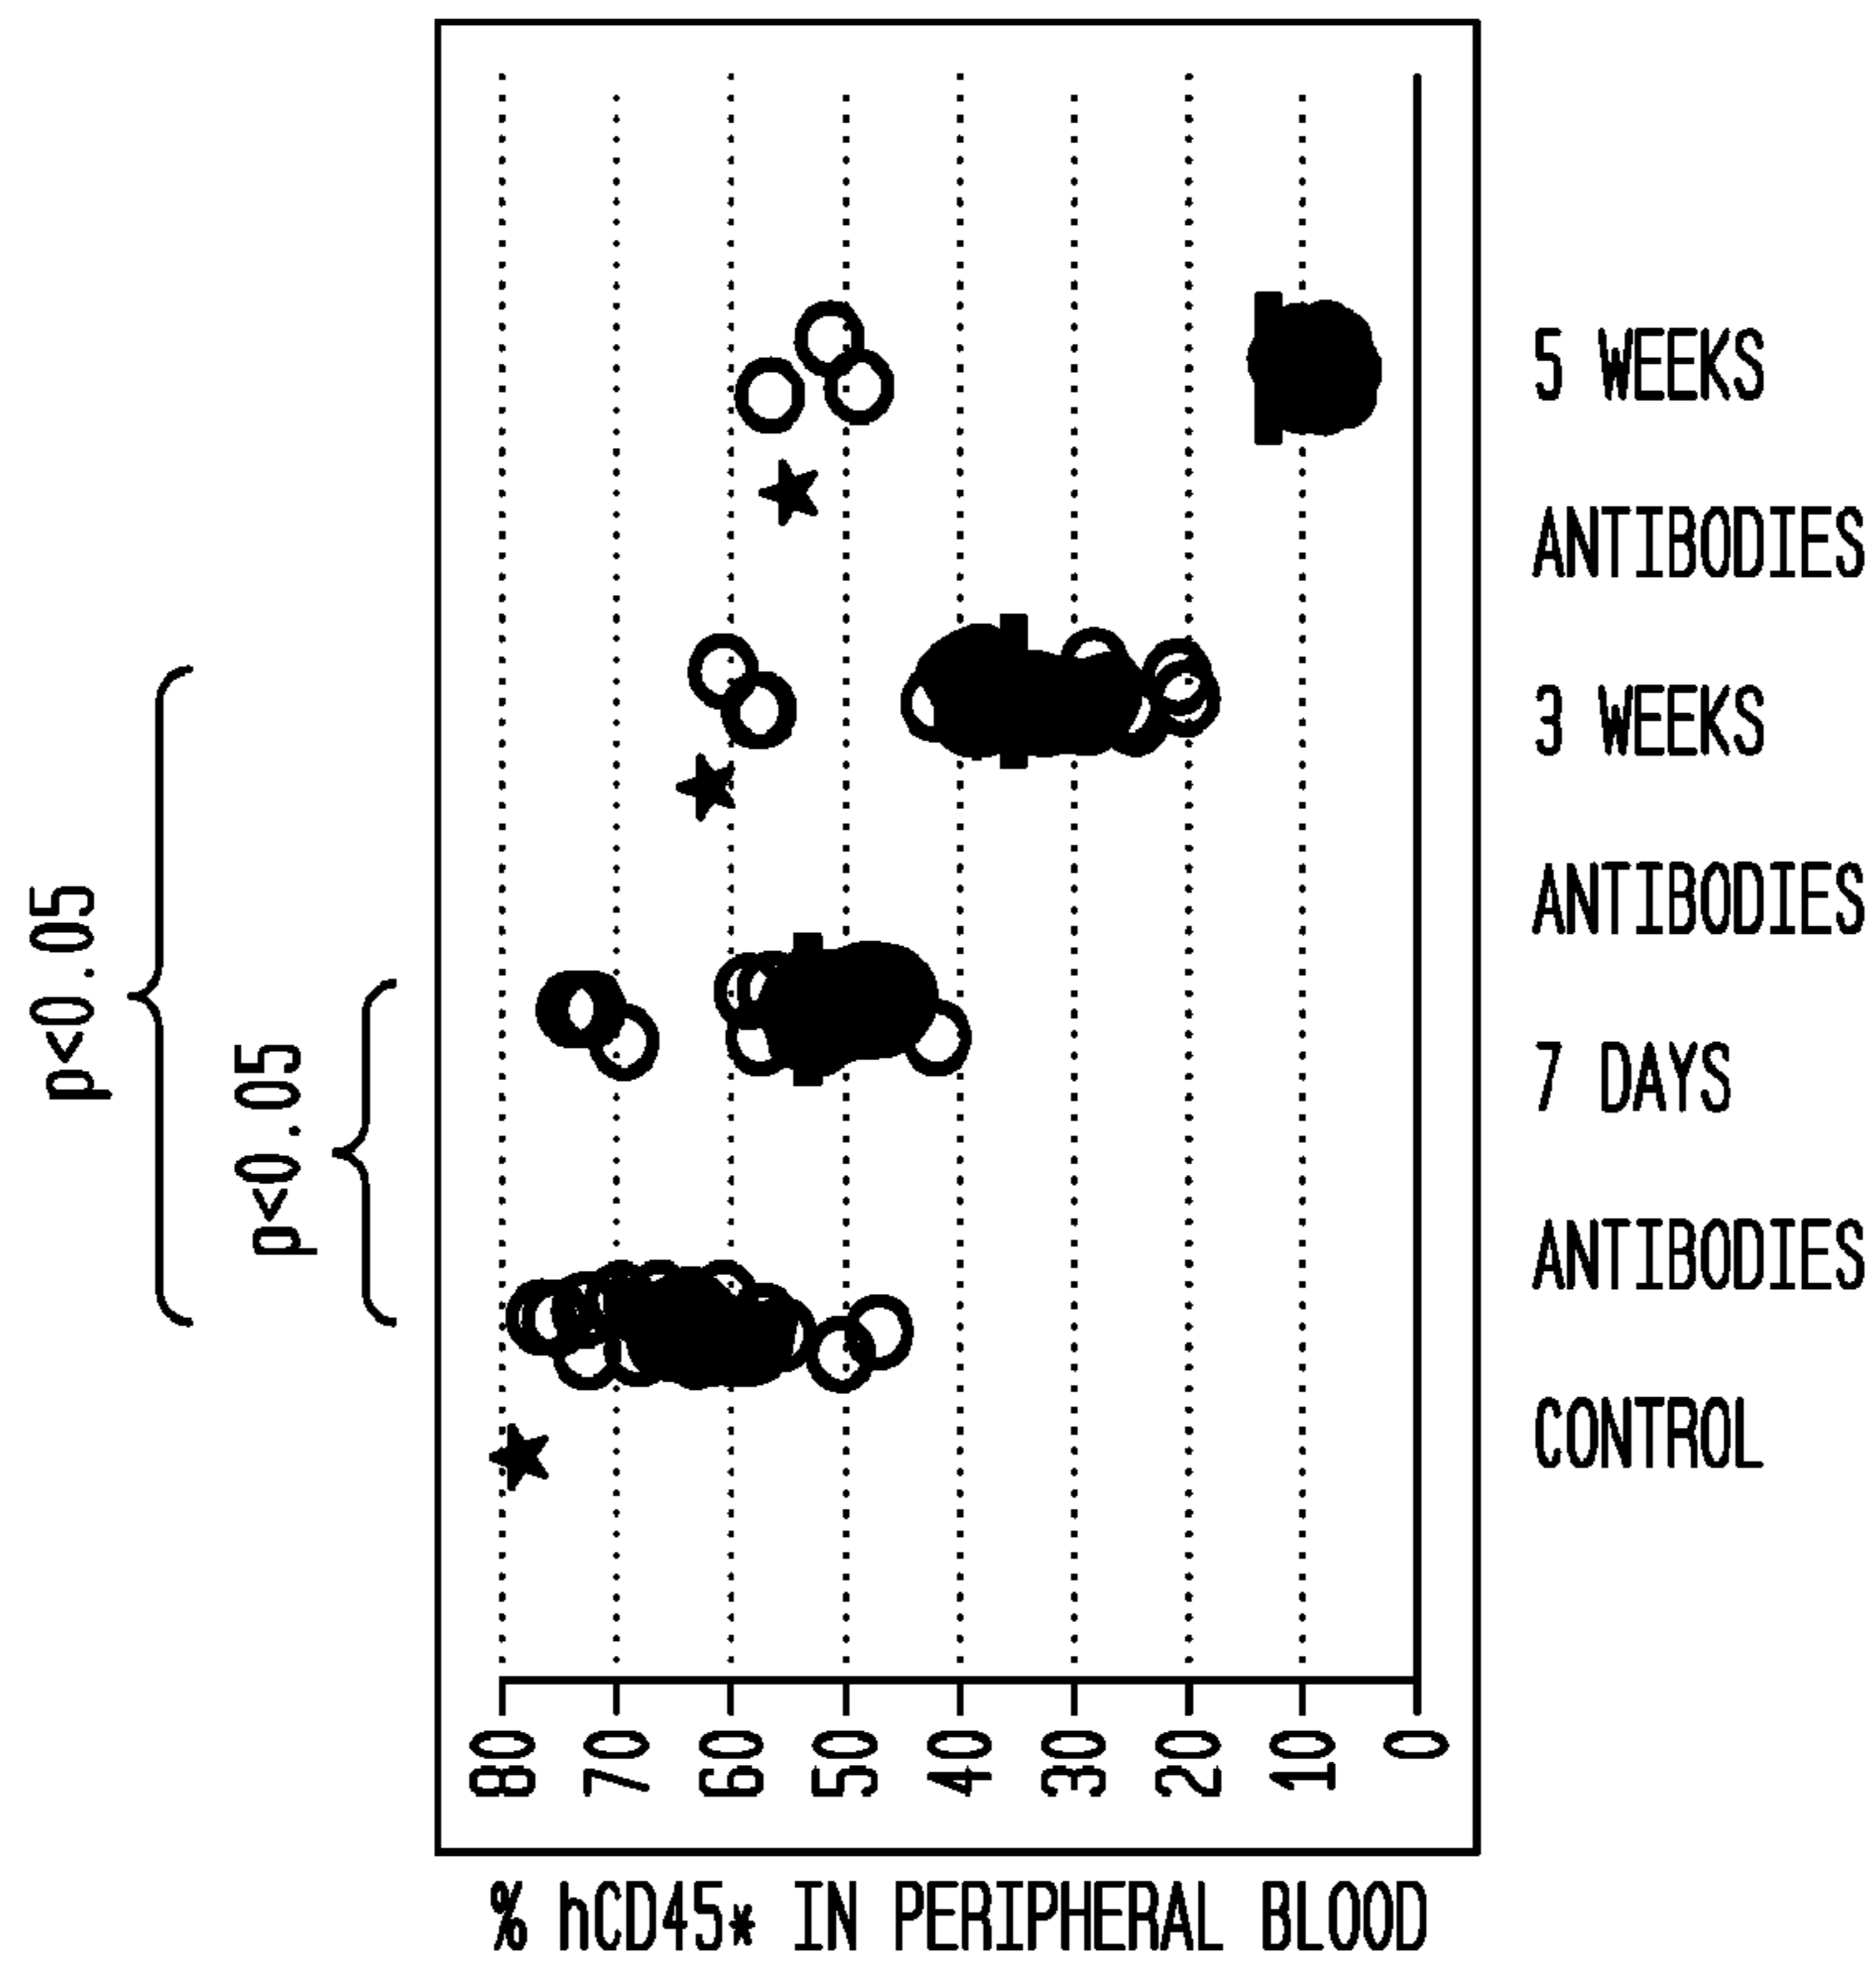 p<0.05
p<0.05
80
70
60
50
40
30
20
10
0
% hCD45* IN PERIPHERAL BLOOD
5 WEEKS
ANTIBODIES
3 WEEKS
ANTIBODIES
7 DAYS
ANTIBODIES
CONTROL